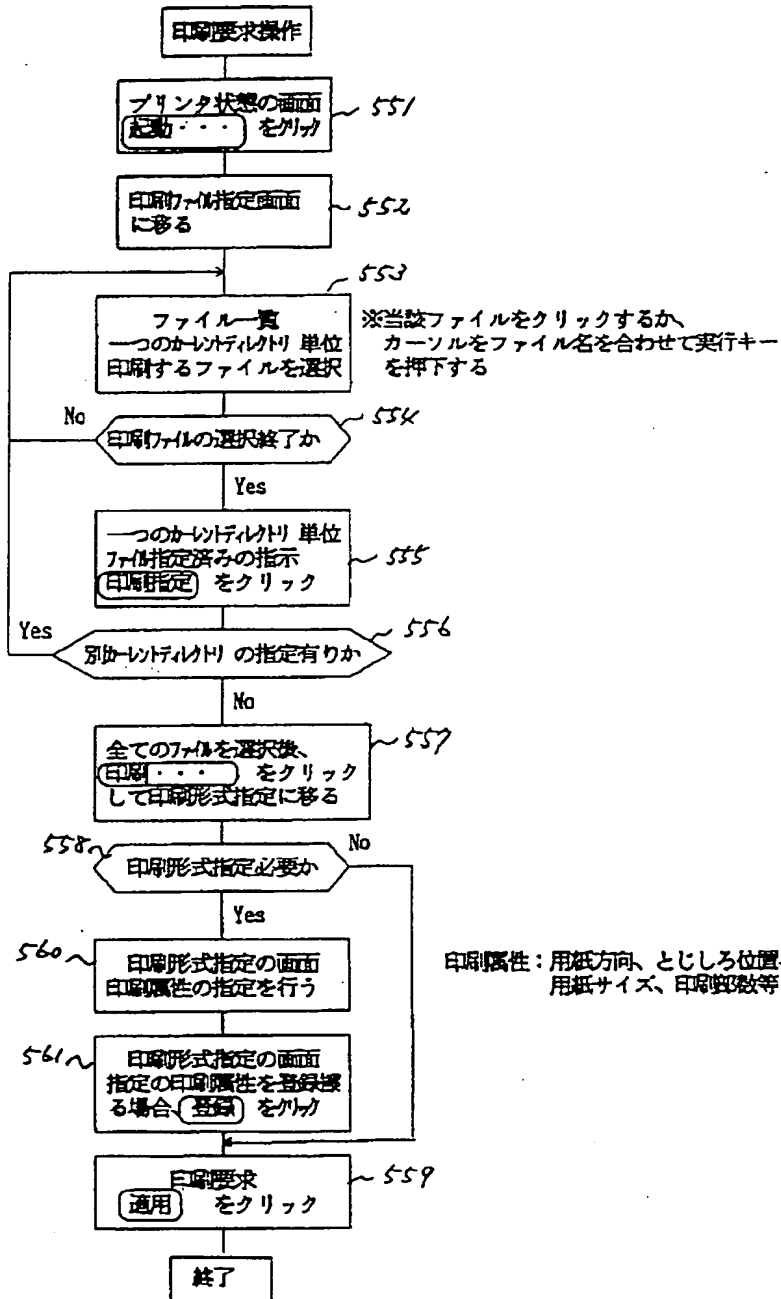 印刷要求操作
プリンタ状態の画面
起動・・・ をクリック
551
印刷ファイル指定画面
に移る
552
553
ファイル一覧
一つのカーレントディレクトリ 単位
印刷するファイルを選択
※当該ファイルをクリックするか、
カーソルをファイル名を合わせて実行キー
を押下する
No
554
印刷ファイルの選択終了か
Yes
一つのカーレントディレクトリ 単位
ファイル指定済みの指示
印刷指定 をクリック
555
Yes
556
別カーレントディレクトリ の指定有りか
No
全てのファイルを選択後、
印刷・・・ をクリック
して印刷形式指定に移る
557
558
印刷形式指定必要か
No
Yes
560
印刷形式指定の画面
印刷属性の指定を行う
印刷属性：用紙方向、とじしろ位置、
用紙サイズ、印刷部数等
561
印刷形式指定の画面
指定の印刷属性を登録擦
る場合、登録 をクリック
印刷要求
適用 をクリック
559
終了